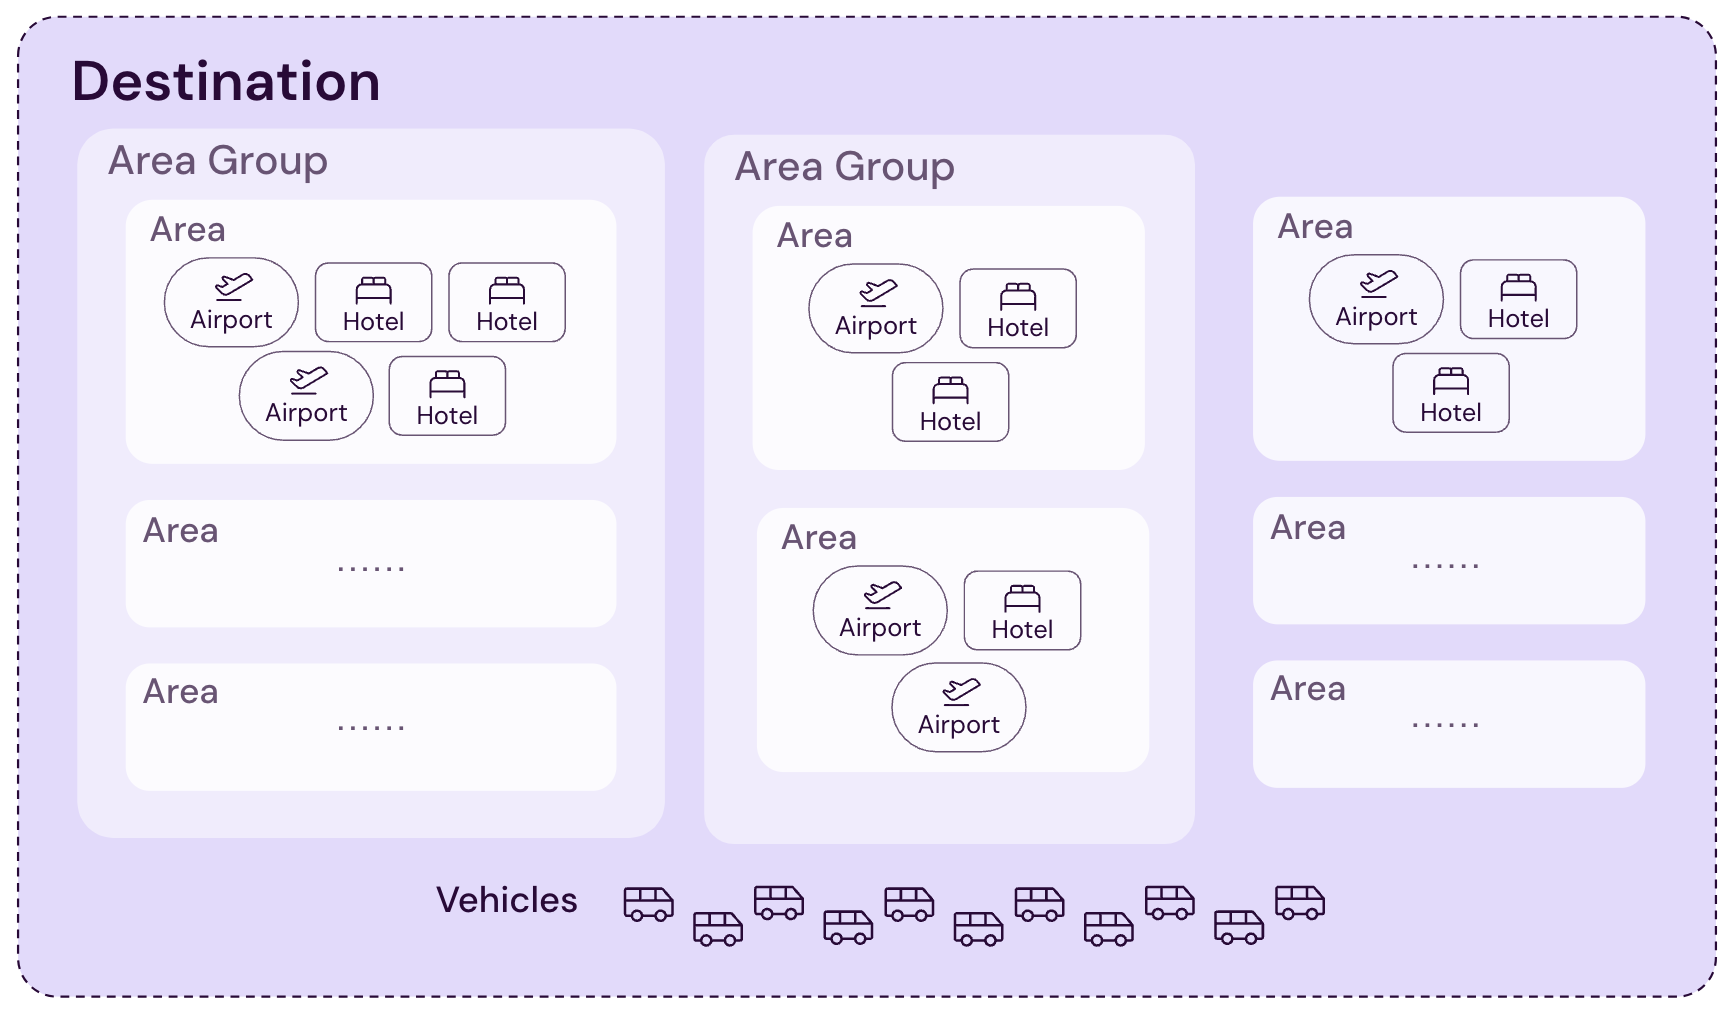 Destination
Area Group
Area
Airport
Hotel
Hotel
Airport
Hotel
Area
......
Area
......
Area Group
Area
Airport
Hotel
Hotel
Area
Airport
Hotel
Airport
Area
Airport
Hotel
Hotel
Area
......
Area
......
Vehicles